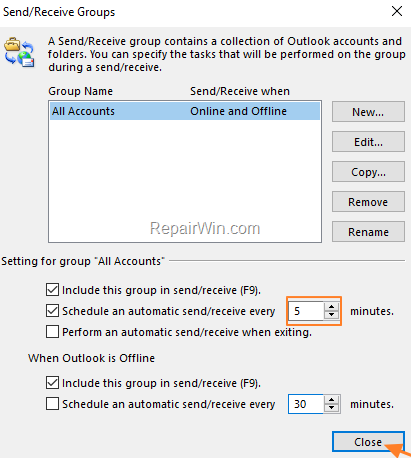 Send/Receive Groups
A Send/Receive group contains a collection of Outlook accounts and
folders. You can specify the tasks that will be performed on the group
during a send/receive.
Group Name Send/Receive when
All Accounts Online and Offline
New...
Edit...
Copy...
Remove
Rename
RepairWin.com
Setting for group "All Accounts"
Include this group in send/receive (F9).
Schedule an automatic send/receive every 5 minutes.
Perform an automatic send/receive when exiting.
When Outlook is Offline
Include this group in send/receive (F9).
Schedule an automatic send/receive every 30 minutes.
Close